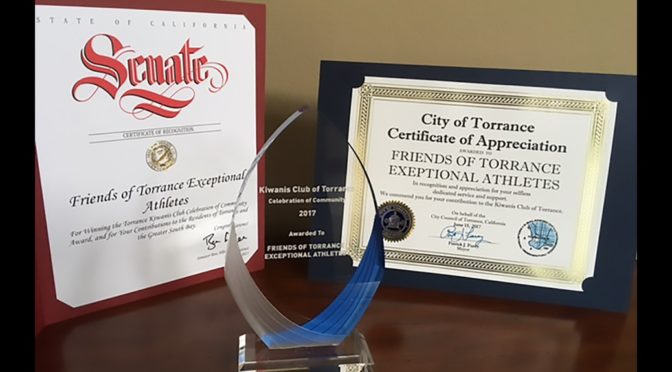 STATE OF CALIFORNIA
Senate
CERTIFICATE OF RECOGNITION
Friends of Torrance Exceptional
Athletes
For Winning the Torrance Kiwanis Club Celebration of Community
Award, and for Your Contributions to the Residents of Torrance and
the Greater South Bay.
Congratulations!
Kiwanis Club of Torrance
Celebration of Community
2017
Awarded To
FRIENDS OF TORRANCE
EXCEPTIONAL ATHLETES
City of Torrance
Certificate of Appreciation
AWARDED TO
FRIENDS OF TORRANCE
EXEPTIONAL ATHLETES
In recognition and appreciation for your selfless
dedicated service and support.
We commend you for your contribution to the Kiwanis Club of Torrance.
On behalf of the
City Council of Torrance, California
June 15, 2017
Patrick J. Furey
Mayor